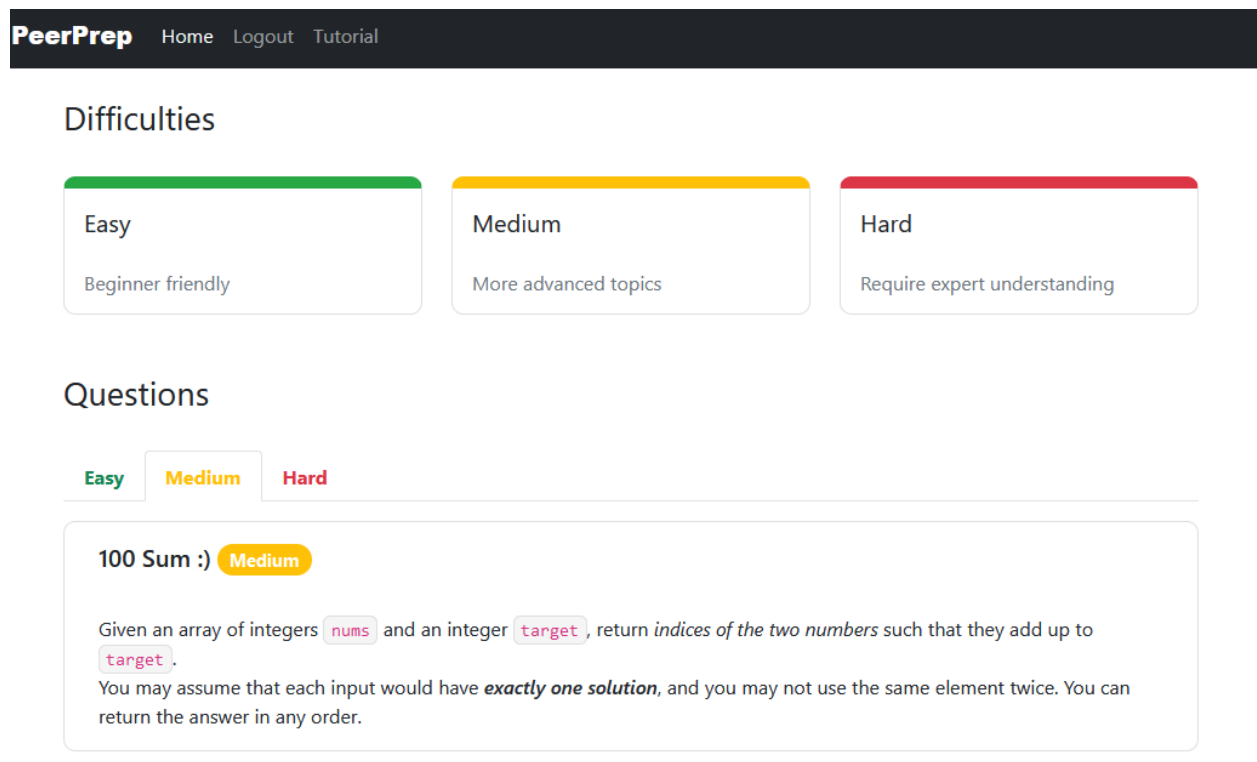 PeerPrep Home Logout Tutorial
Difficulties
Easy
Beginner friendly
Medium
More advanced topics
Hard
Require expert understanding
Questions
Easy Medium Hard
100 Sum :) Medium
Given an array of integers nums and an integer target , return indices of the two numbers such that they add up to
target .
You may assume that each input would have exactly one solution, and you may not use the same element twice. You can
return the answer in any order.